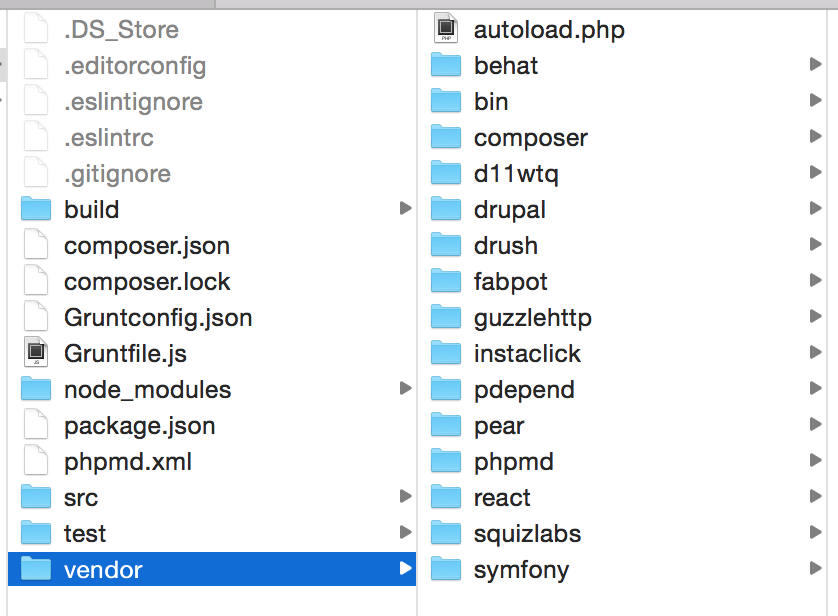 .DS_Store
.editorconfig
.eslintignore
.eslintrc
.gitignore
build
composer.json
composer.lock
Gruntconfig.json
Gruntfile.js
node_modules
package.json
phpmd.xml
src
test
vendor
autoload.php
behat
bin
composer
d11wtq
drupal
drush
fabpot
guzzlehttp
instaclick
pdepend
pear
phpmd
react
squizlabs
symfony